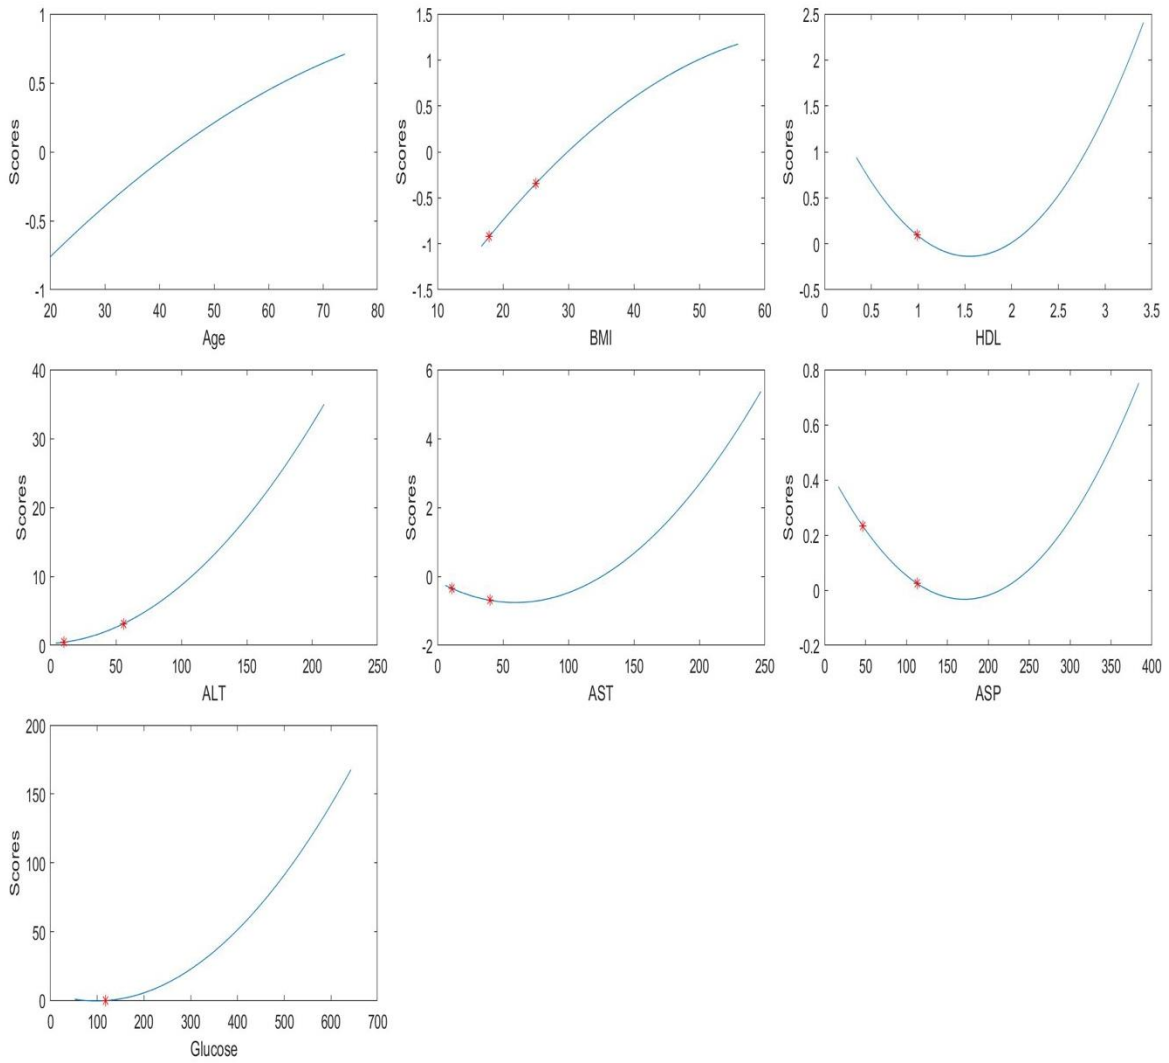 1
0.5
0
-0.5
-1
Scores
20 30 40 50 60 70 80
Age
1.5
1
0.5
0
-0.5
-1
-1.5
Scores
10 20 30 40 50 60
BMI
2.5
2
1.5
1
0.5
0
-0.5
Scores
0 0.5 1 1.5 2 2.5 3 3.5
HDL
40
30
20
10
0
Scores
0 50 100 150 200 250
ALT
6
4
2
0
-2
Scores
0 50 100 150 200 250
AST
0.8
0.6
0.4
0.2
0
-0.2
Scores
0 50 100 150 200 250 300 350 400
ASP
200
150
100
50
0
Scores
0 100 200 300 400 500 600 700
Glucose